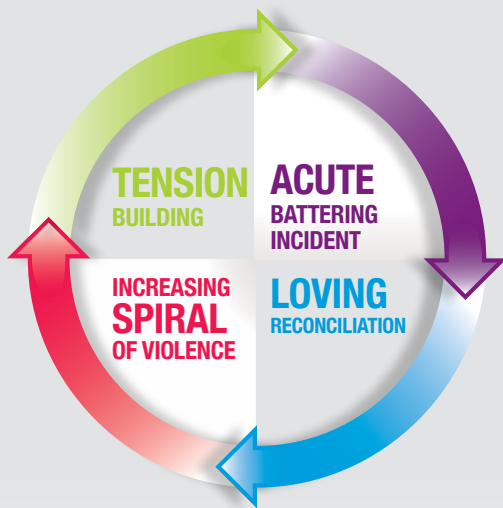 TENSION
BUILDING
ACUTE
BATTERING
INCIDENT
INCREASING
SPIRAL
OF VIOLENCE
LOVING
RECONCILIATION